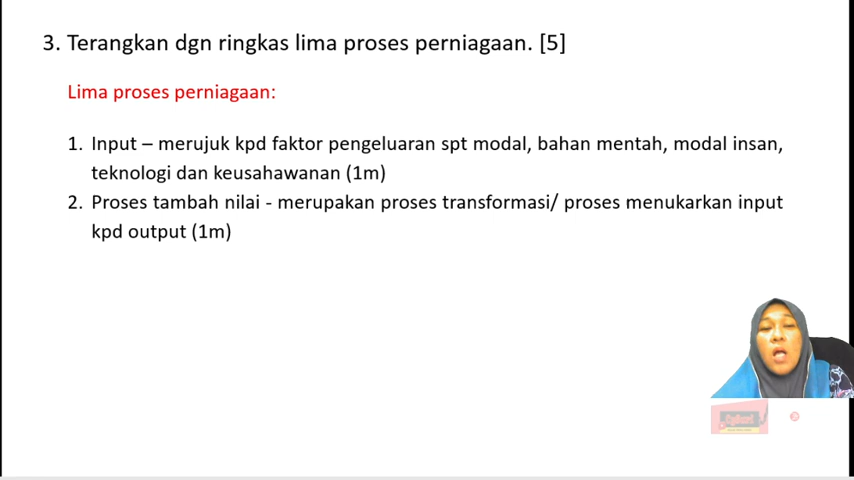 3. Terangkan dgn ringkas lima proses perniagaan. [5]
Lima proses perniagaan:
1. Input – merujuk kpd faktor pengeluaran spt modal, bahan mentah, modal insan,
teknologi dan keusahawanan (1m)
2. Proses tambah nilai - merupakan proses transformasi/ proses menukarkan input
kpd output (1m)